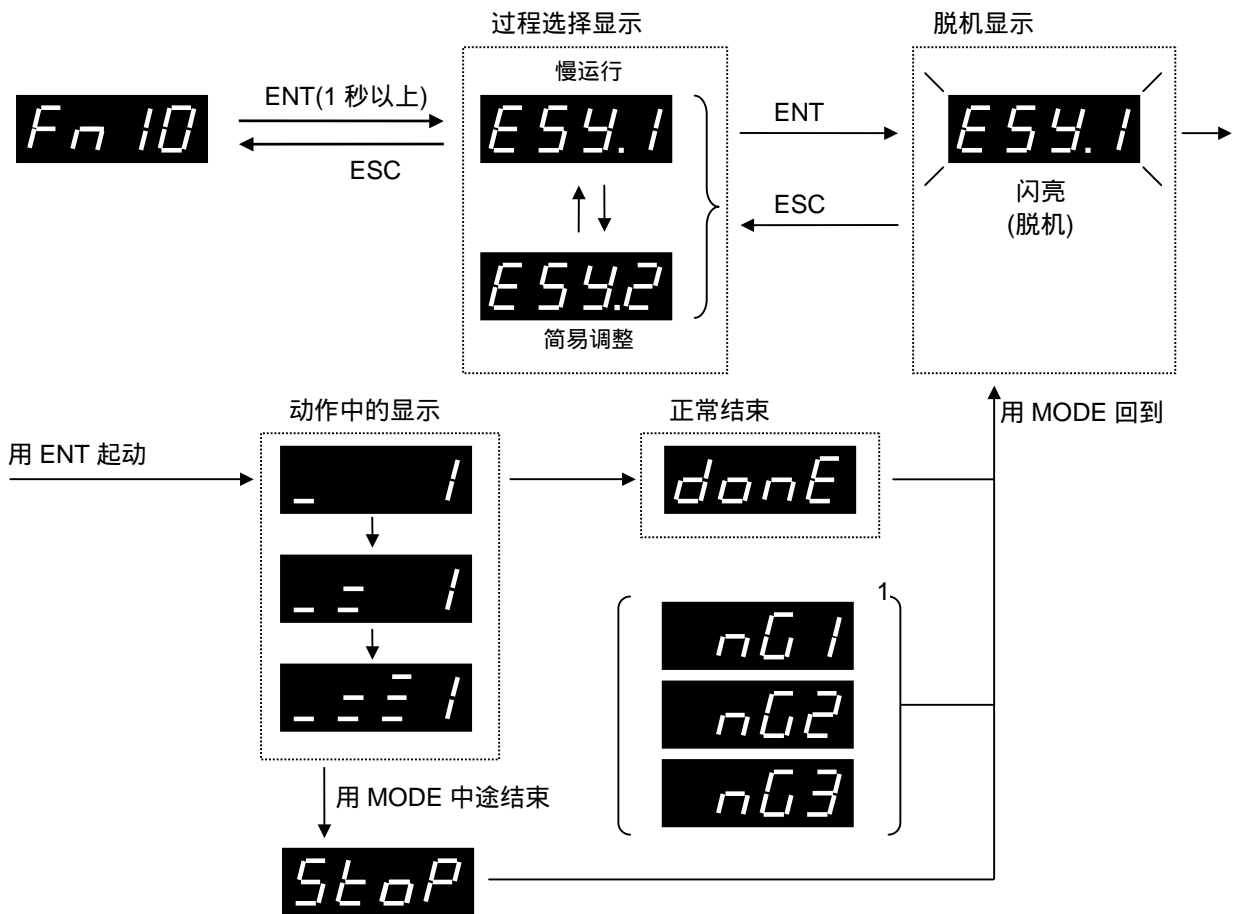 过程选择显示
脱机显示
慢运行
ENT(1 秒以上)
ENT
Fn 10
ESY.1
ESY.1
ESC
闪亮
(脱机)
ESC
ESY.2
简易调整
动作中的显示
正常结束
用 MODE 回到
用 ENT 起动
_ 1
donE
_ = 1
1
nG1
_ = ≡ 1
nG2
nG3
用 MODE 中途结束
StoP